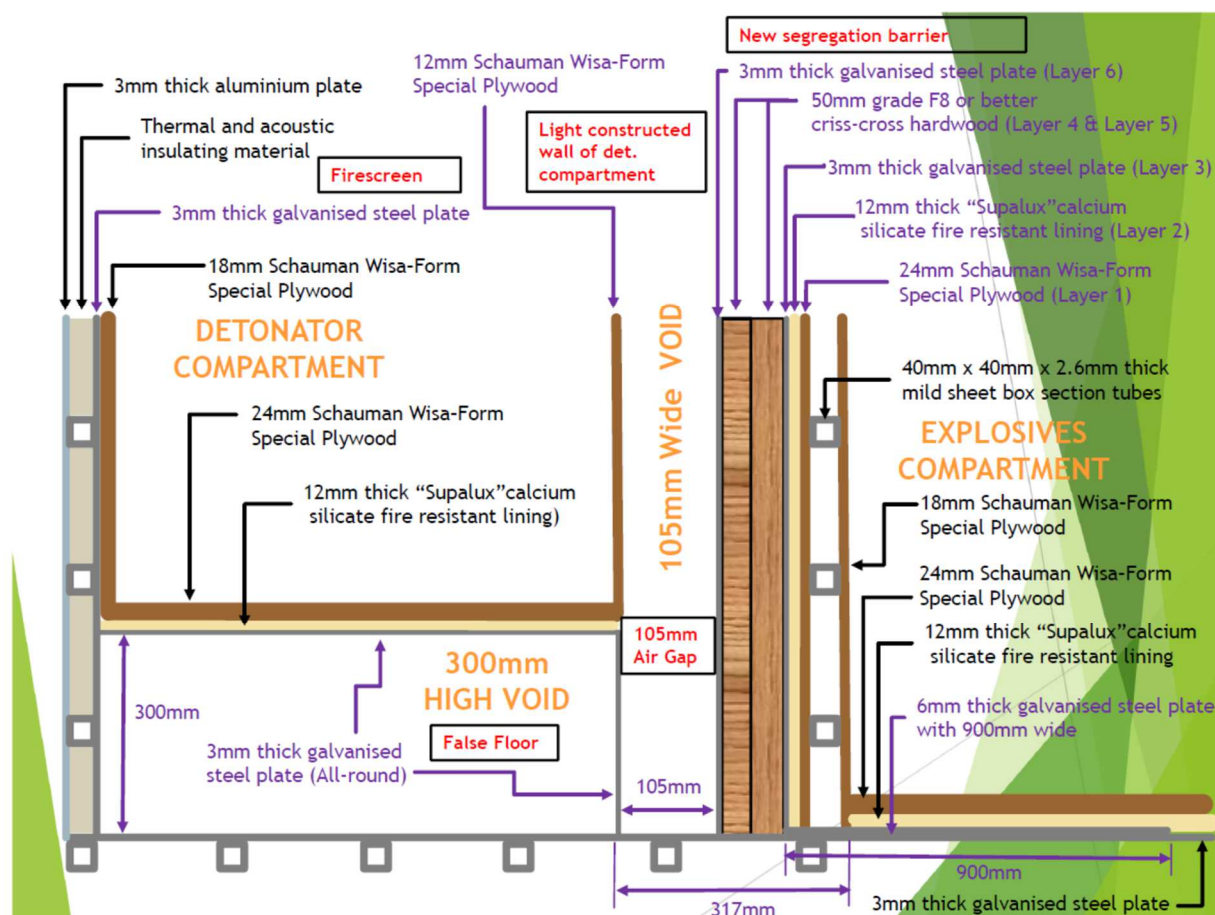 New segregation barrier
12mm Schauman Wisa-Form
Special Plywood
3mm thick aluminium plate
3mm thick galvanised steel plate (Layer 6)
50mm grade F8 or better
criss-cross hardwood (Layer 4 & Layer 5)
Thermal and acoustic
insulating material
Light constructed
wall of det.
compartment
Firescreen
3mm thick galvanised steel plate (Layer 3)
3mm thick galvanised steel plate
12mm thick “Supalux”calcium
silicate fire resistant lining (Layer 2)
18mm Schauman Wisa-Form
Special Plywood
24mm Schauman Wisa-Form
Special Plywood (Layer 1)
DETONATOR
COMPARTMENT
105mm Wide VOID
40mm x 40mm x 2.6mm thick
mild sheet box section tubes
24mm Schauman Wisa-Form
Special Plywood
EXPLOSIVES
COMPARTMENT
12mm thick “Supalux”calcium
silicate fire resistant lining)
18mm Schauman Wisa-Form
Special Plywood
24mm Schauman Wisa-Form
Special Plywood
105mm
Air Gap
12mm thick “Supalux”calcium
silicate fire resistant lining
300mm
HIGH VOID
300mm
6mm thick galvanised steel plate
with 900mm wide
False Floor
3mm thick galvanised
steel plate (All-round)
105mm
900mm
317mm
3mm thick galvanised steel plate